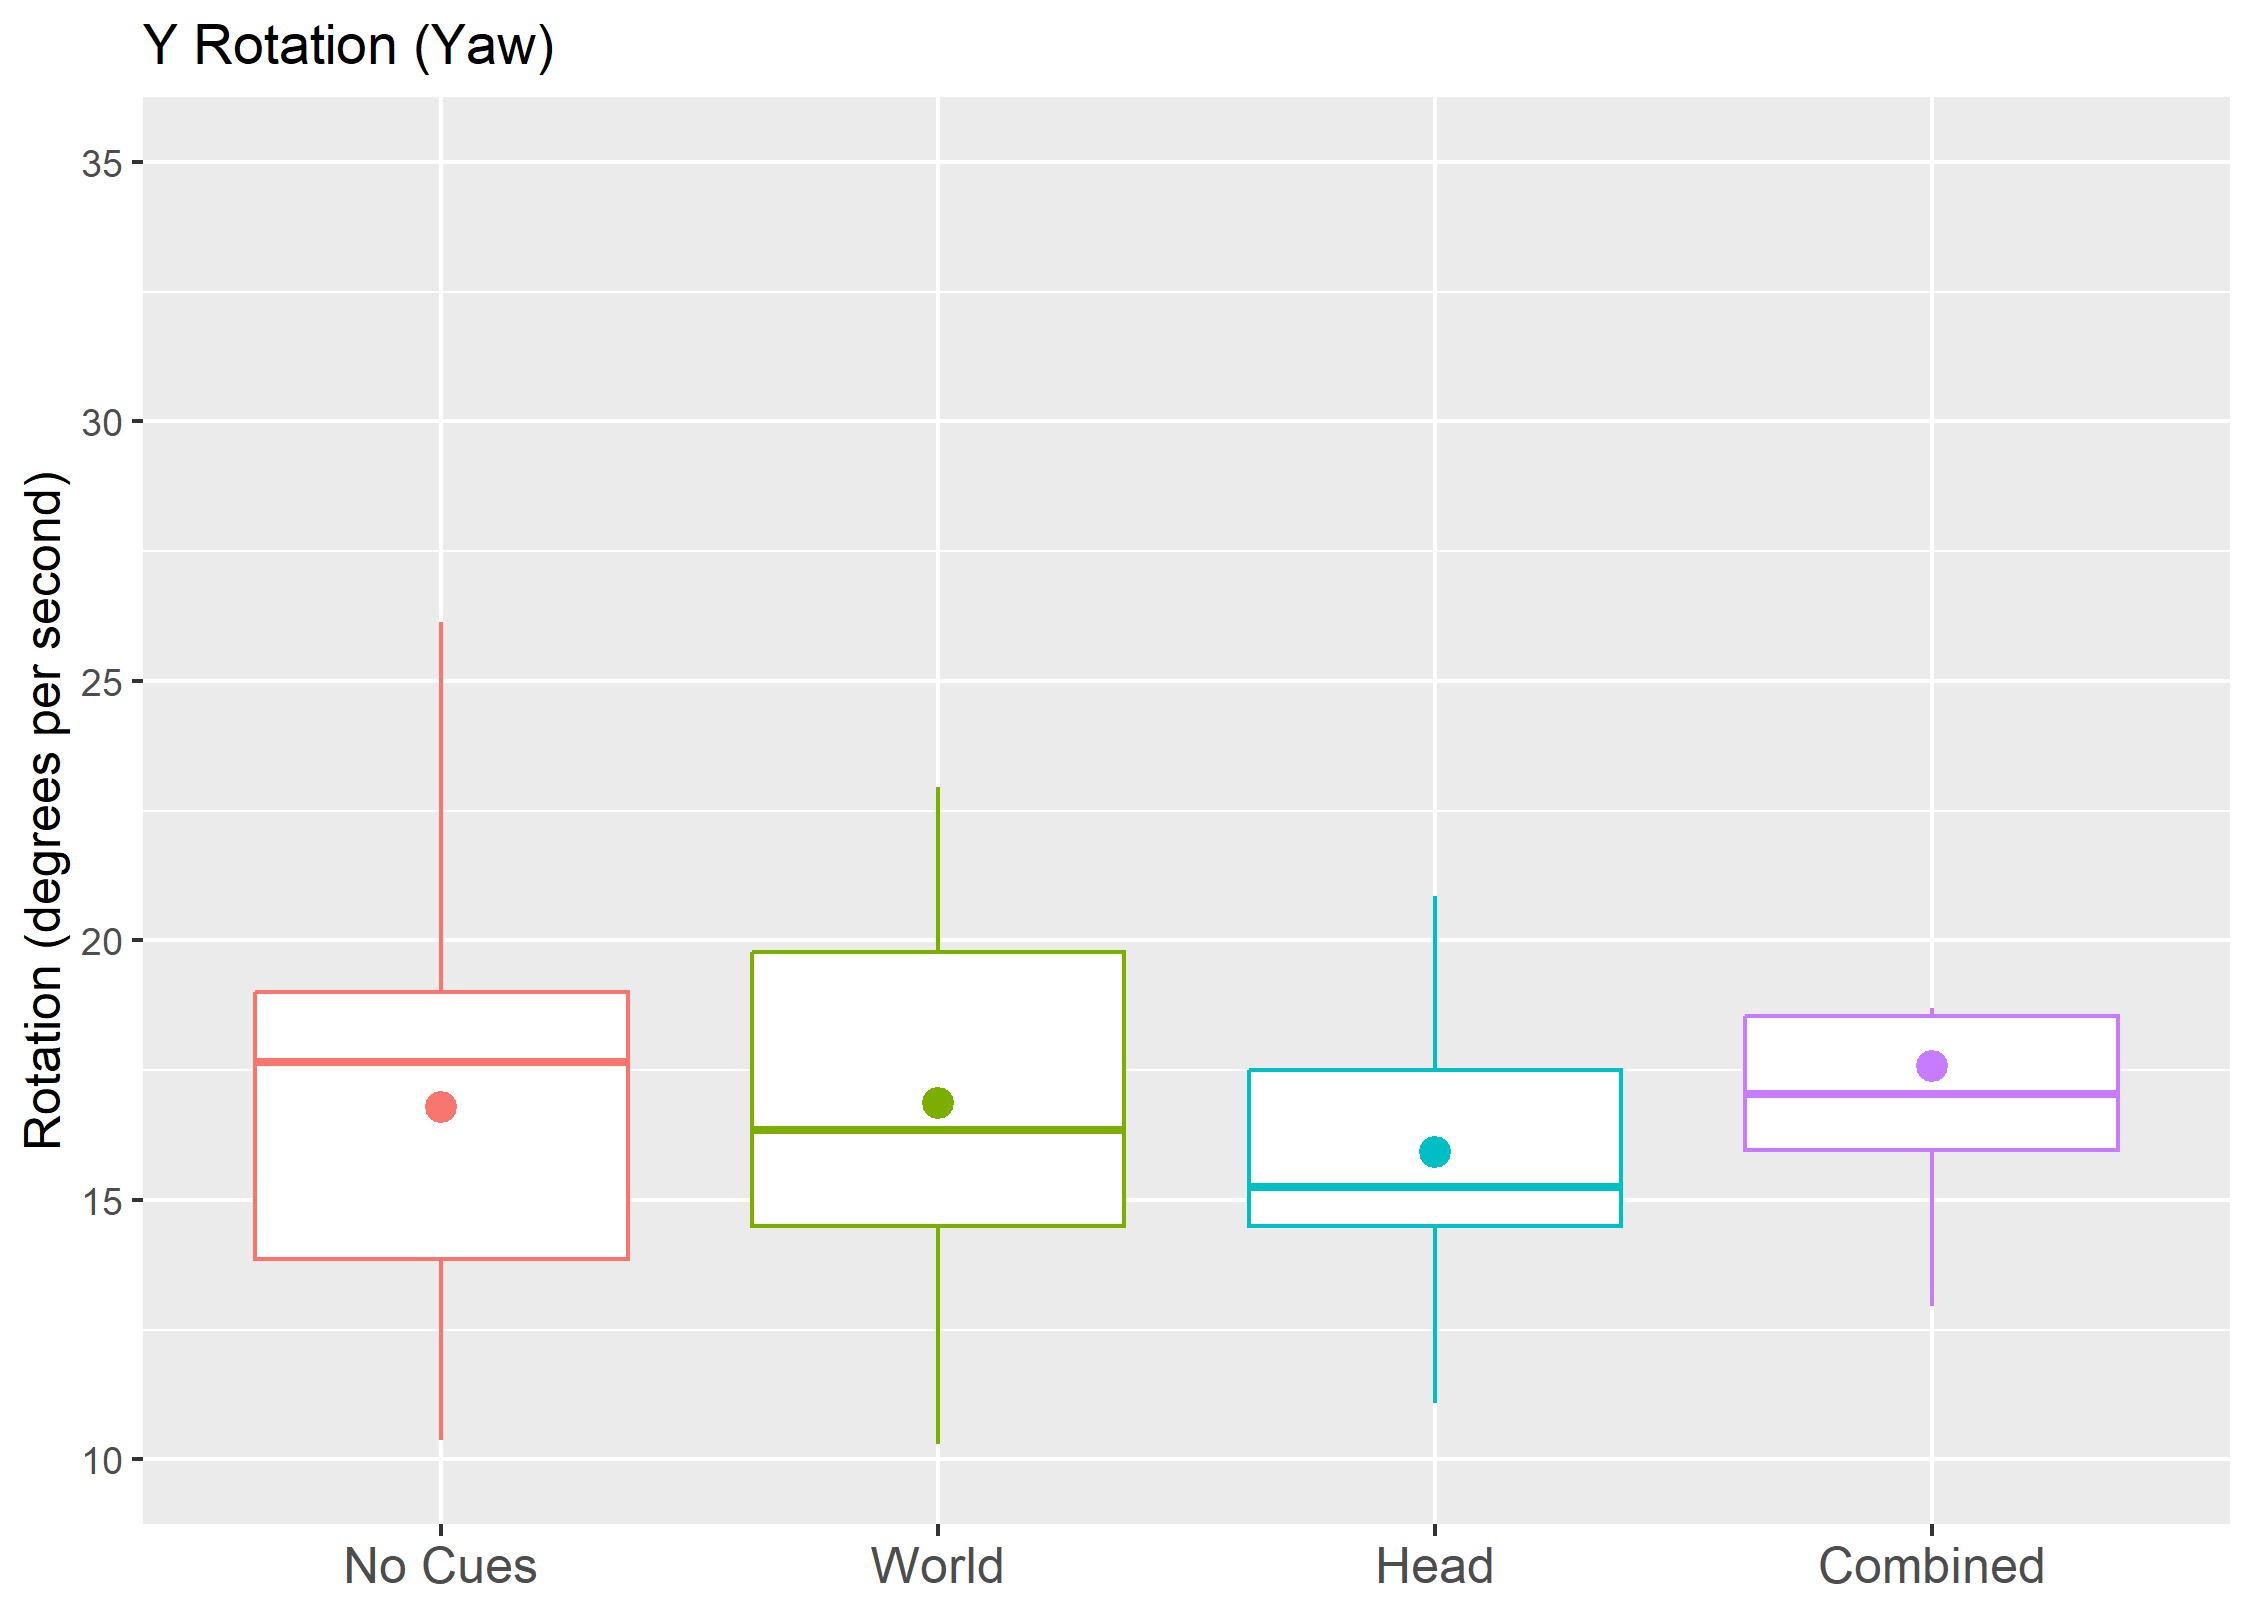 Y Rotation (Yaw)
Rotation (degrees per second)
35
30
25
20
15
10
No Cues
World
Head
Combined